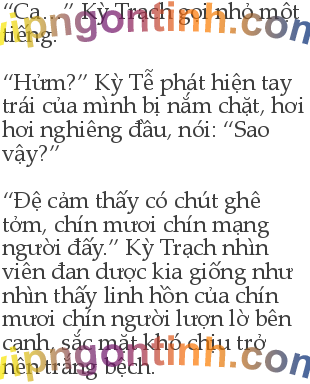 “Ca…” Kỳ Trạch gọi nhỏ một
tiếng.
“Hửm?” Kỳ Tễ phát hiện tay
trái của mình bị nắm chặt, hơi
hơi nghiêng đầu, nói: “Sao
vậy?”
“Đệ cảm thấy có chút ghê
tởm, chín mươi chín mạng
người đấy.” Kỳ Trạch nhìn
viên đan dược kia giống như
nhìn thấy linh hồn của chín
mươi chín người lượn lờ bên
cạnh, sắc mặt khó chịu trở
nên trắng bệch.
vipngontinh.com
vipngontinh.com